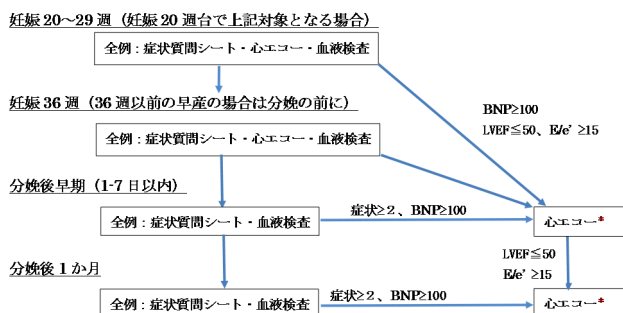 妊娠20～29週（妊娠20週台で上記対象となる場合）
全例：症状質問シート・心エコー・血液検査
妊娠36週（36週以前の早産の場合は分娩の前に）
BNP≥100
LVEF≦50、E/e’ ≥15
全例：症状質問シート・心エコー・血液検査
分娩後早期（1-7日以内）
症状≥2、BNP≥100
全例：症状質問シート・血液検査
心エコー*
LVEF≦50
E/e’ ≥15
分娩後1か月
症状≥2、BNP≥100
全例：症状質問シート・血液検査
心エコー*